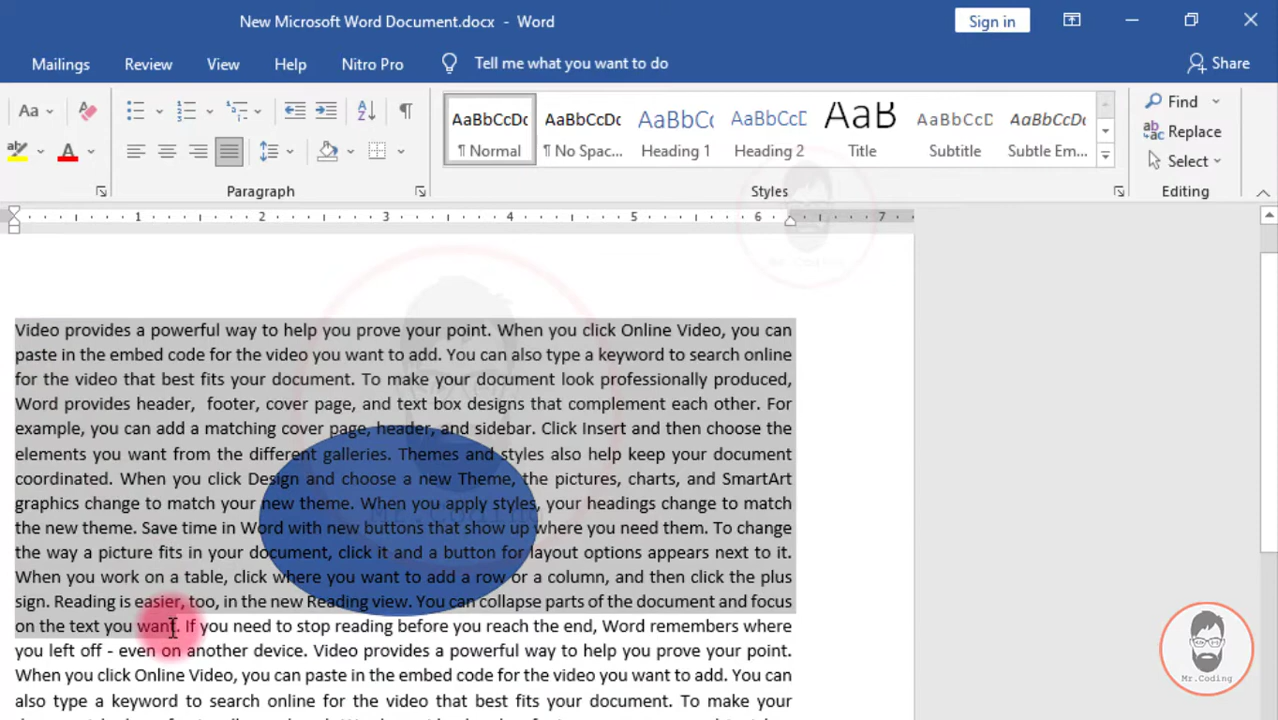 New Microsoft Word Document.docx - Word
Sign in
Mailings Review View Help Nitro Pro Tell me what you want to do Share
Aa
AaBbCcDc AaBbCcDc AaBbCc AaBbCcD AaB AaBbCcD AaBbCcDc
¶ Normal ¶ No Spac... Heading 1 Heading 2 Title Subtitle Subtle Em...
Find
Replace
Select
Paragraph Styles Editing
1 2 3 4 5 6 7
Video provides a powerful way to help you prove your point. When you click Online Video, you can
paste in the embed code for the video you want to add. You can also type a keyword to search online
for the video that best fits your document. To make your document look professionally produced,
Word provides header, footer, cover page, and text box designs that complement each other. For
example, you can add a matching cover page, header, and sidebar. Click Insert and then choose the
elements you want from the different galleries. Themes and styles also help keep your document
coordinated. When you click Design and choose a new Theme, the pictures, charts, and SmartArt
graphics change to match your new theme. When you apply styles, your headings change to match
the new theme. Save time in Word with new buttons that show up where you need them. To change
the way a picture fits in your document, click it and a button for layout options appears next to it.
When you work on a table, click where you want to add a row or a column, and then click the plus
sign. Reading is easier, too, in the new Reading view. You can collapse parts of the document and focus
on the text you want. If you need to stop reading before you reach the end, Word remembers where
you left off - even on another device. Video provides a powerful way to help you prove your point.
When you click Online Video, you can paste in the embed code for the video you want to add. You can
also type a keyword to search online for the video that best fits your document. To make your
Mr.Coding
Mr.Coding